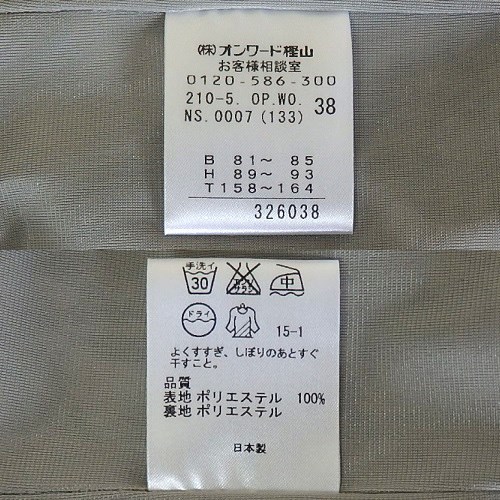 (株)オンワード樫山
お客様相談室
0120-586-300
210-5. OP.WO. 38
NS.0007(133)
B 81〜 85
H 89〜 93
T158〜164
326038
手洗イ
30
中
ドライ
15-1
よくすすぎ、しぼりのあとすぐ
干すこと。
品質
表地 ポリエステル 100%
裏地 ポリエステル
日本製